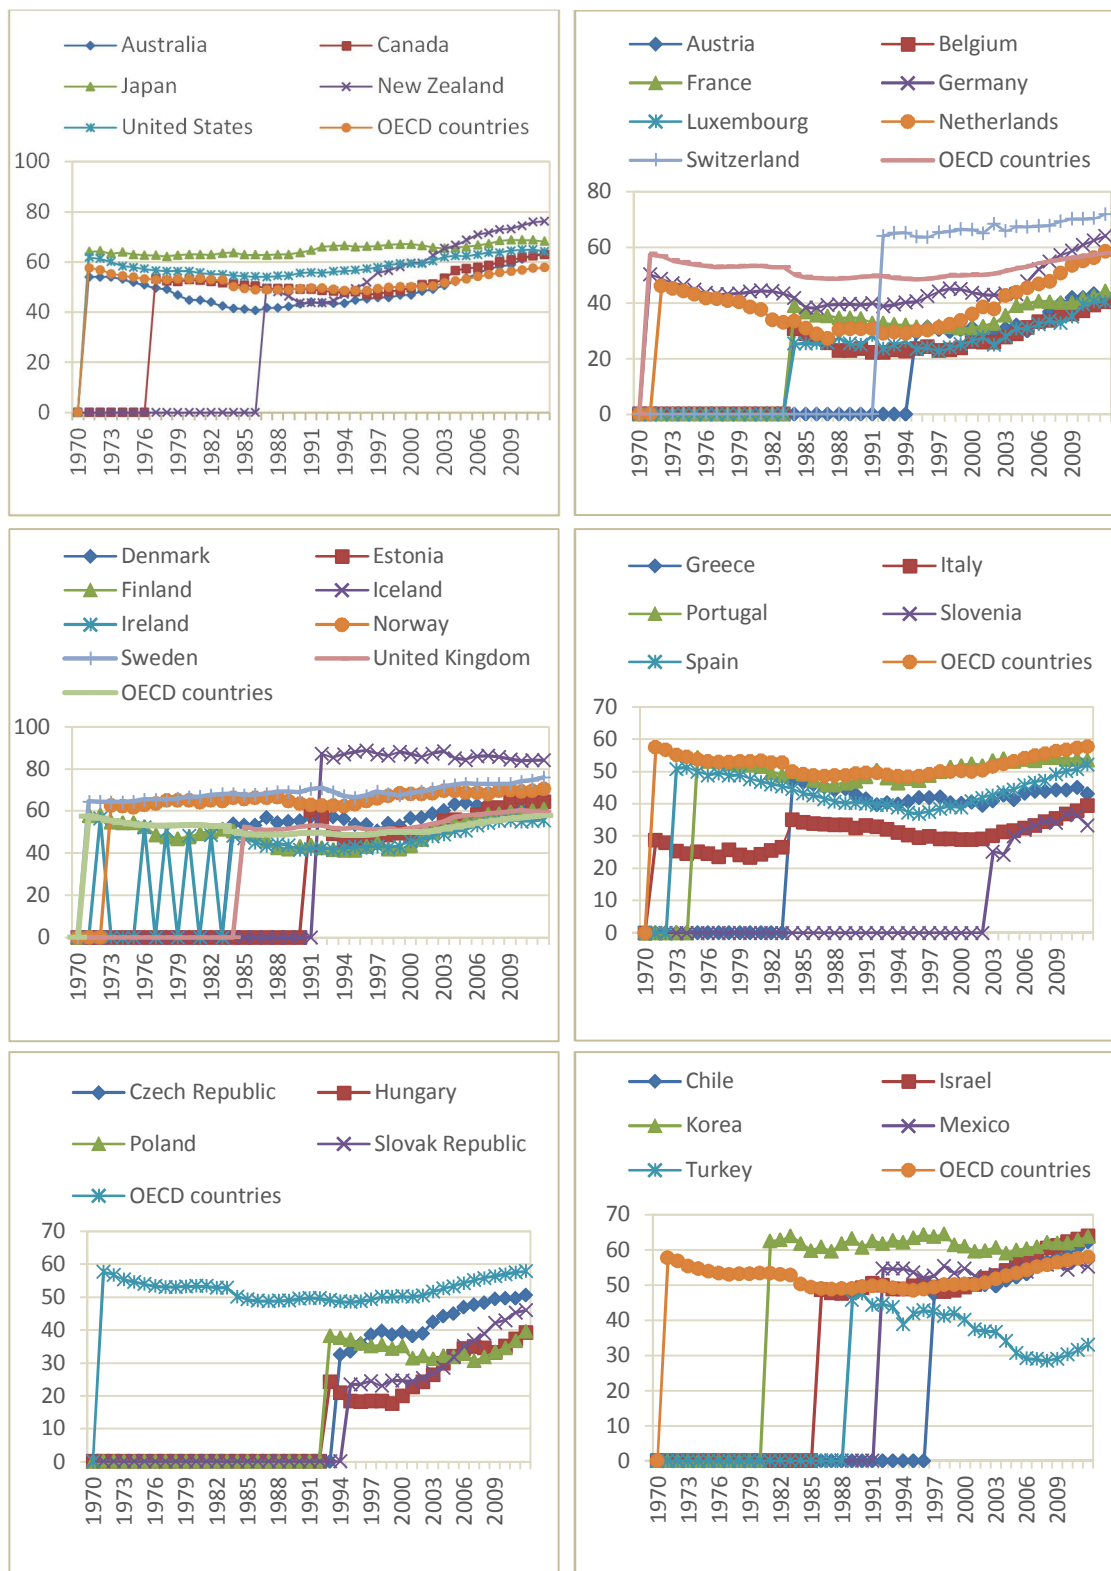 Australia Canada
Japan New Zealand
United States OECD countries
100
80
60
40
20
0
1970 1973 1976 1979 1982 1985 1988 1991 1994 1997 2000 2003 2006 2009
Austria Belgium
France Germany
Luxembourg Netherlands
Switzerland OECD countries
80
60
40
20
0
1970 1973 1976 1979 1982 1985 1988 1991 1994 1997 2000 2003 2006 2009
Denmark Estonia
Finland Iceland
Ireland Norway
Sweden United Kingdom
OECD countries
100
80
60
40
20
0
1970 1973 1976 1979 1982 1985 1988 1991 1994 1997 2000 2003 2006 2009
Greece Italy
Portugal Slovenia
Spain OECD countries
70
60
50
40
30
20
10
0
1970 1973 1976 1979 1982 1985 1988 1991 1994 1997 2000 2003 2006 2009
Czech Republic Hungary
Poland Slovak Republic
OECD countries
70
60
50
40
30
20
10
0
1970 1973 1976 1979 1982 1985 1988 1991 1994 1997 2000 2003 2006 2009
Chile Israel
Korea Mexico
Turkey OECD countries
70
60
50
40
30
20
10
0
1970 1973 1976 1979 1982 1985 1988 1991 1994 1997 2000 2003 2006 2009